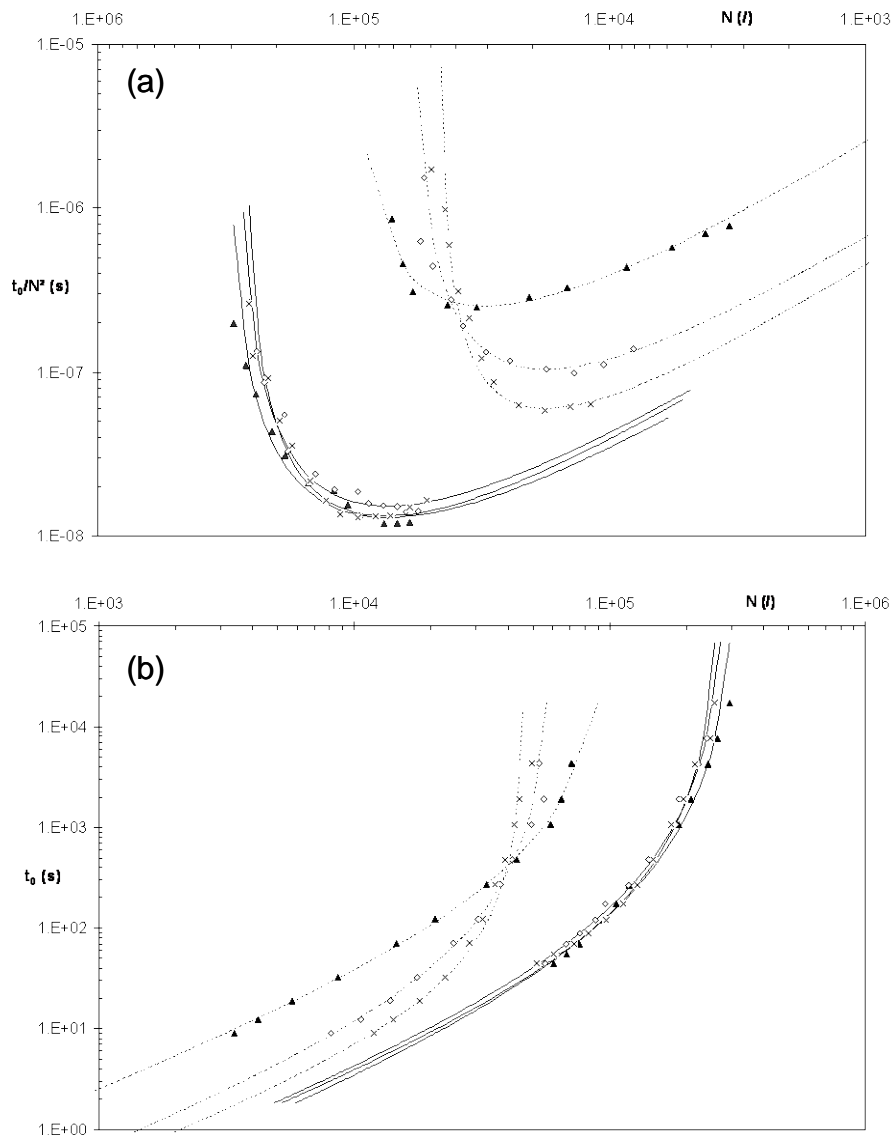 1.E+06 1.E+05 1.E+04 N (l) 1.E+03
1.E-05
(a)
1.E-06
t₀/N² (s)
1.E-07
1.E-08
1.E+03 1.E+04 1.E+05 N (l) 1.E+06
1.E+05
(b)
1.E+04
1.E+03
t₀ (s)
1.E+02
1.E+01
1.E+00